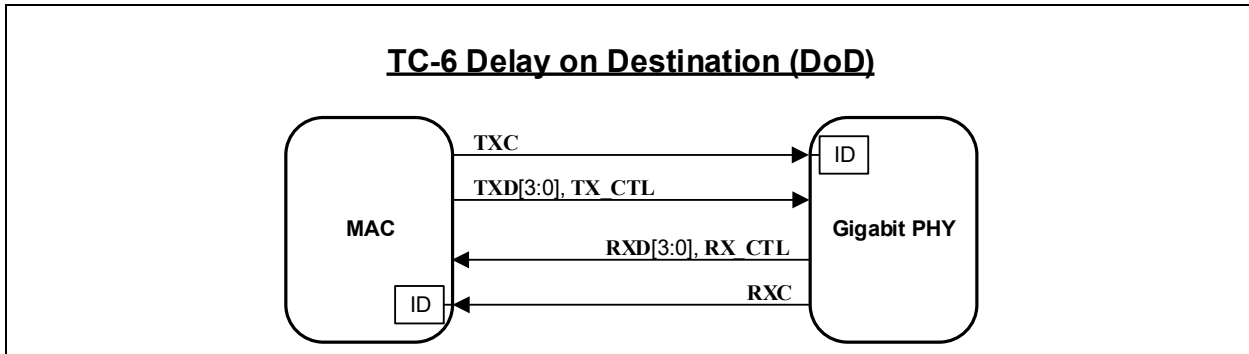 TC-6 Delay on Destination (DoD)
TXC
ID
TXD[3:0], TX_CTL
MAC
Gigabit PHY
RXD[3:0], RX_CTL
RXC
ID